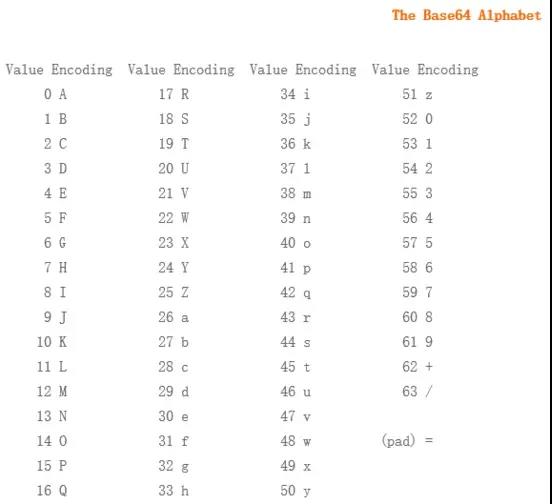 The Base64 Alphabet
Value Encoding Value Encoding Value Encoding Value Encoding
0 A 17 R 34 i 51 z
1 B 18 S 35 j 52 0
2 C 19 T 36 k 53 1
3 D 20 U 37 l 54 2
4 E 21 V 38 m 55 3
5 F 22 W 39 n 56 4
6 G 23 X 40 o 57 5
7 H 24 Y 41 p 58 6
8 I 25 Z 42 q 59 7
9 J 26 a 43 r 60 8
10 K 27 b 44 s 61 9
11 L 28 c 45 t 62 +
12 M 29 d 46 u 63 /
13 N 30 e 47 v
14 O 31 f 48 w (pad) =
15 P 32 g 49 x
16 Q 33 h 50 y